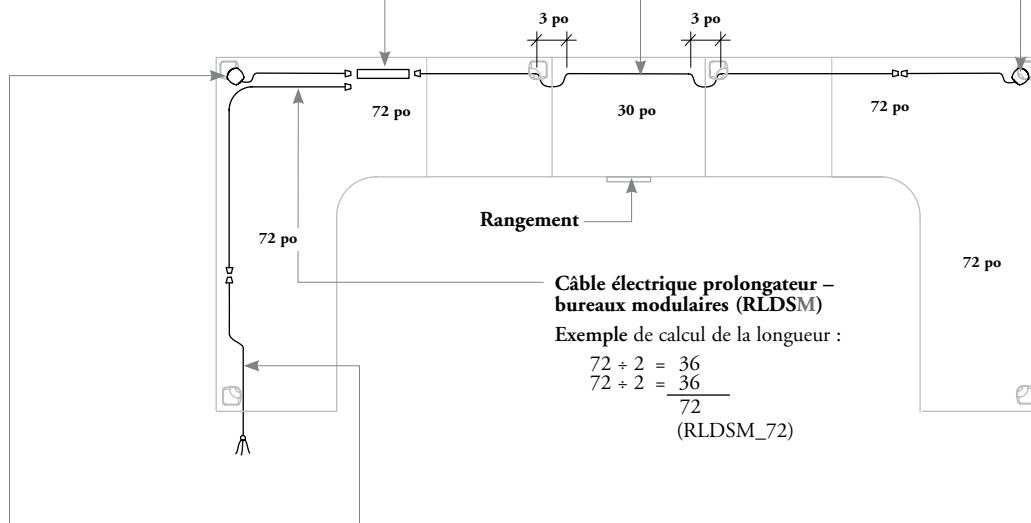 3 po
3 po
72 po
30 po
72 po
Rangement
72 po
72 po
Câble électrique prolongateur –
bureaux modulaires (RLDSM)
Exemple de calcul de la longueur :
72 ÷ 2 = 36
72 ÷ 2 = 36
72
(RLDSM_72)